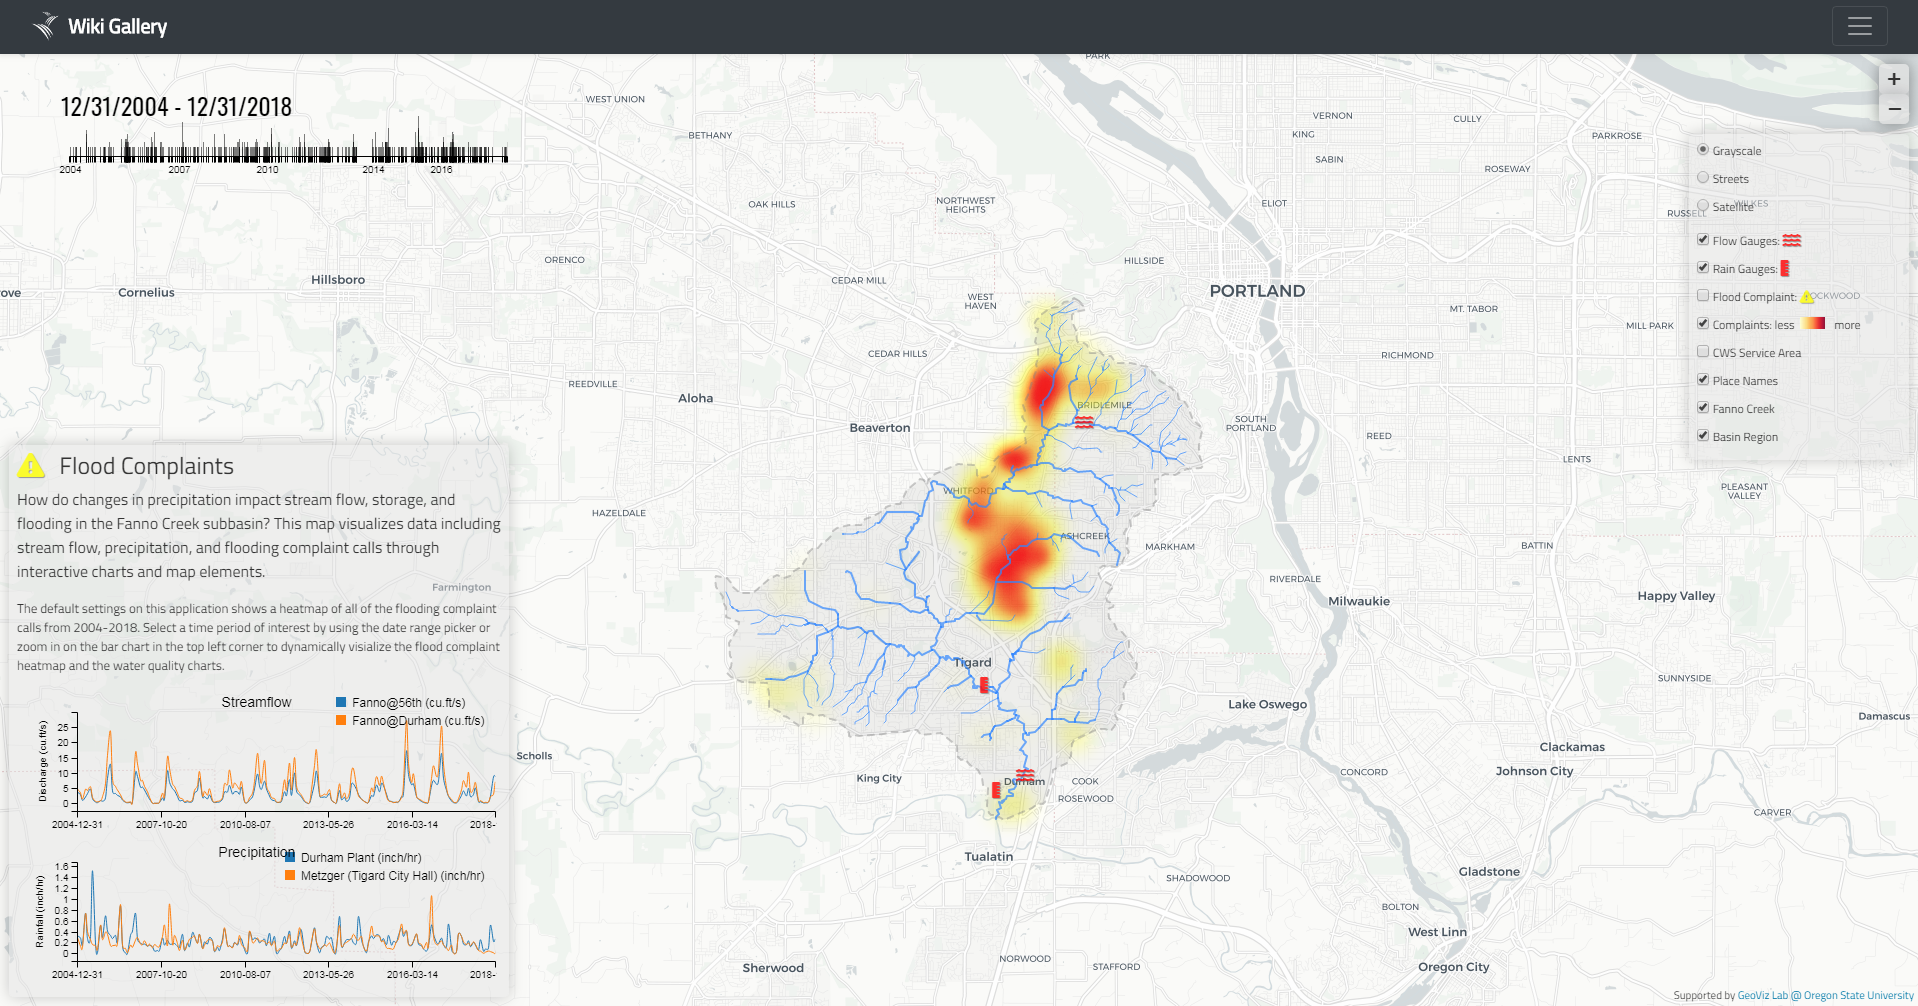 Wiki Gallery
12/31/2004 - 12/31/2018
2004 2007 2010 2014 2016
+
−
Grayscale
Streets
Satellite
Flow Gauges:
Rain Gauges:
Flood Complaint:
Complaints: less more
CWS Service Area
Place Names
Fanno Creek
Basin Region
PARK
WEST UNION
BETHANY
VERNON
CULLY
KING
PARKROSE
SABIN
ROSEWAY
OAK HILLS
NORTHWEST
HEIGHTS
ELIOT
WILKES
RUSSELL
ORENCO
HILLSIDE
Hillsboro
CEDAR MILL
PORTLAND
Cornelius
ove
WEST
HAVEN
OCKWOOD
MT. TABOR
MILL PARK
CEDAR HILLS
RICHMOND
REEDVILLE
Aloha
BRIDLEMILE
Beaverton
SOUTH
PORTLAND
REED
LENTS
WHITFORD
PLEASANT
VALLEY
HAZELDALE
ASHCREEK
MARKHAM
BATTIN
RIVERDALE
Farmington
Milwaukie
Happy Valley
Tigard
SUNNYSIDE
Lake Oswego
Damascus
Scholls
Clackamas
King City
Durham
COOK
CONCORD
Johnson City
ROSEWOOD
CARVER
Tualatin
SHADOWOOD
Gladstone
BOLTON
West Linn
NORWOOD
STAFFORD
Sherwood
Oregon City
Flood Complaints
How do changes in precipitation impact stream flow, storage, and
flooding in the Fanno Creek subbasin? This map visualizes data including
stream flow, precipitation, and flooding complaint calls through
interactive charts and map elements.
The default settings on this application shows a heatmap of all of the flooding complaint
calls from 2004-2018. Select a time period of interest by using the date range picker or
zoom in on the bar chart in the top left corner to dynamically visialize the flood complaint
heatmap and the water quality charts.
Streamflow
Fanno@56th (cu.ft/s)
Fanno@Durham (cu.ft/s)
Discharge (cu.ft/s)
25
20
15
10
5
0
2004-12-31 2007-10-20 2010-08-07 2013-05-26 2016-03-14 2018-
Precipitation
Durham Plant (inch/hr)
Metzger (Tigard City Hall) (inch/hr)
Rainfall (inch/hr)
1.6
1.4
1.2
1
0.8
0.6
0.4
0.2
0
2004-12-31 2007-10-20 2010-08-07 2013-05-26 2016-03-14 2018-
Supported by GeoViz Lab @ Oregon State University